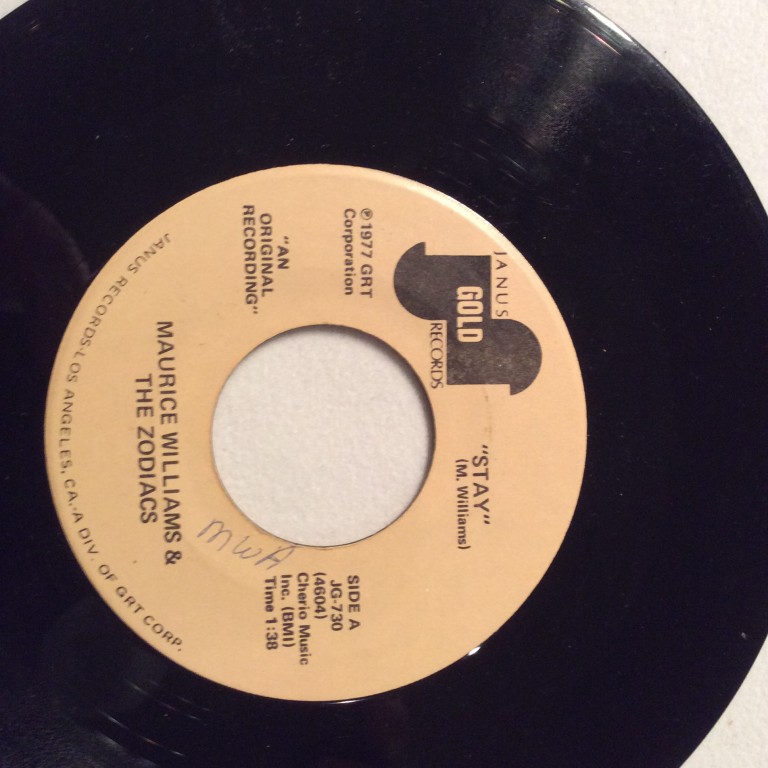 JANUS
GOLD
RECORDS
"STAY"
(M. Williams)
℗ 1977 GRT
Corporation
"AN
ORIGINAL
RECORDING"
SIDE A
JG-730
(4604)
Cherio Music
Inc. (BMI)
Time 1:38
MWA
MAURICE WILLIAMS &
THE ZODIACS
JANUS RECORDS·LOS ANGELES, CA.·A DIV. OF GRT CORP.